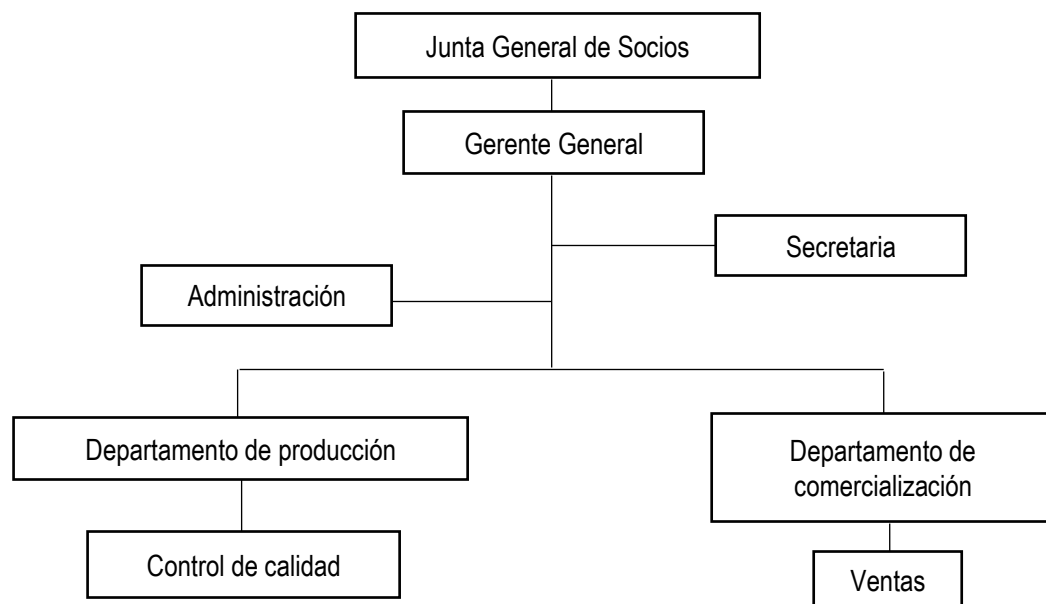 Junta General de Socios
Gerente General
Secretaria
Administración
Departamento de producción
Departamento de
comercialización
Control de calidad
Ventas